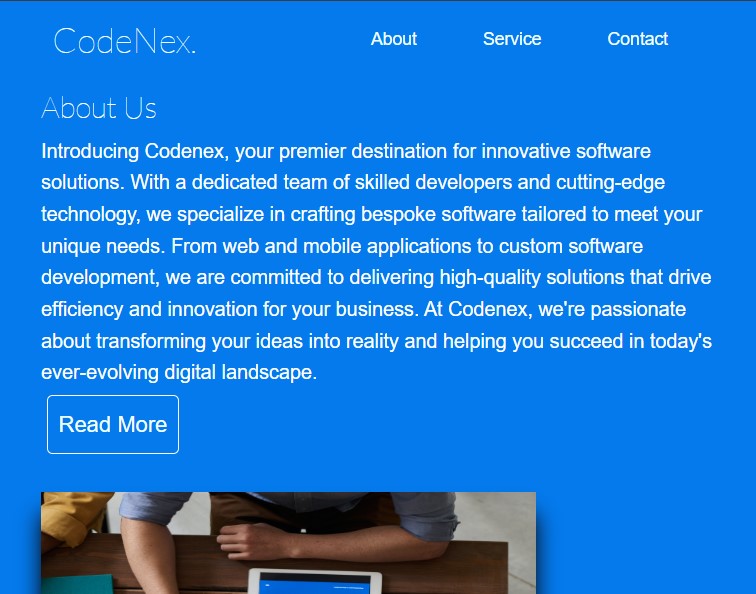 CodeNex.
About Service Contact
About Us
Introducing Codenex, your premier destination for innovative software
solutions. With a dedicated team of skilled developers and cutting-edge
technology, we specialize in crafting bespoke software tailored to meet your
unique needs. From web and mobile applications to custom software
development, we are committed to delivering high-quality solutions that drive
efficiency and innovation for your business. At Codenex, we're passionate
about transforming your ideas into reality and helping you succeed in today's
ever-evolving digital landscape.
Read More